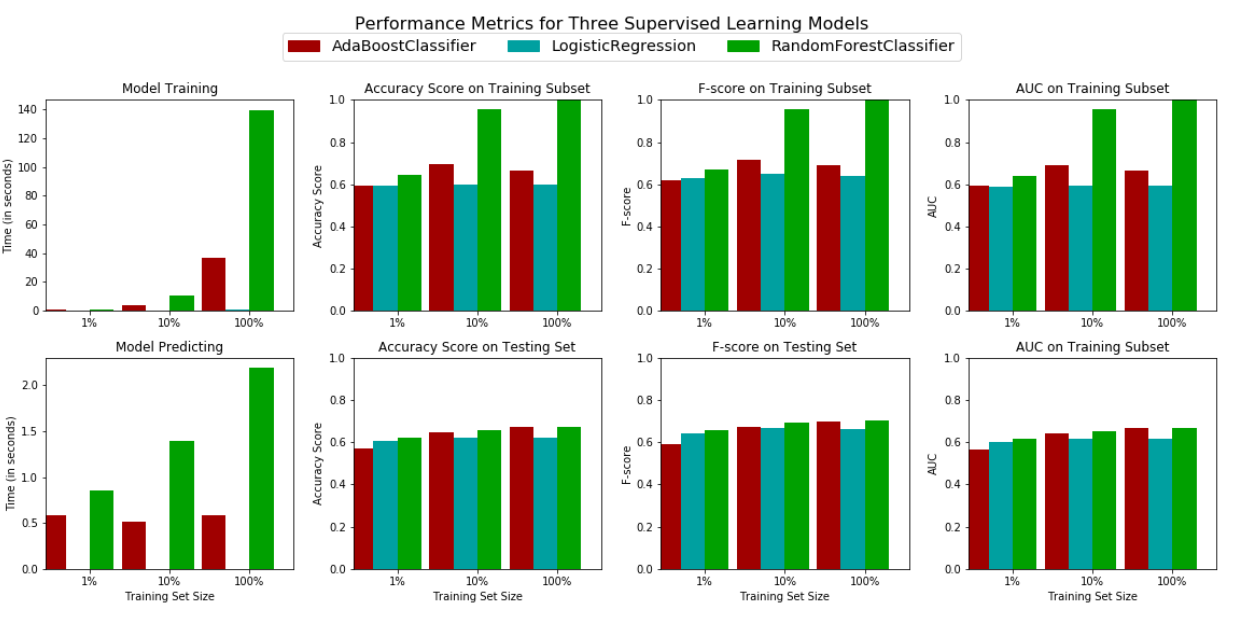 Performance Metrics for Three Supervised Learning Models
AdaBoostClassifier LogisticRegression RandomForestClassifier
Model Training
Time (in seconds)
140
120
100
80
60
40
20
0
1% 10% 100%
Accuracy Score on Training Subset
Accuracy Score
1.0
0.8
0.6
0.4
0.2
0.0
1% 10% 100%
F-score on Training Subset
F-score
1.0
0.8
0.6
0.4
0.2
0.0
1% 10% 100%
AUC on Training Subset
AUC
1.0
0.8
0.6
0.4
0.2
0.0
1% 10% 100%
Model Predicting
Time (in seconds)
2.0
1.5
1.0
0.5
0.0
1% 10% 100%
Training Set Size
Accuracy Score on Testing Set
Accuracy Score
1.0
0.8
0.6
0.4
0.2
0.0
1% 10% 100%
Training Set Size
F-score on Testing Set
F-score
1.0
0.8
0.6
0.4
0.2
0.0
1% 10% 100%
Training Set Size
AUC on Training Subset
AUC
1.0
0.8
0.6
0.4
0.2
0.0
1% 10% 100%
Training Set Size